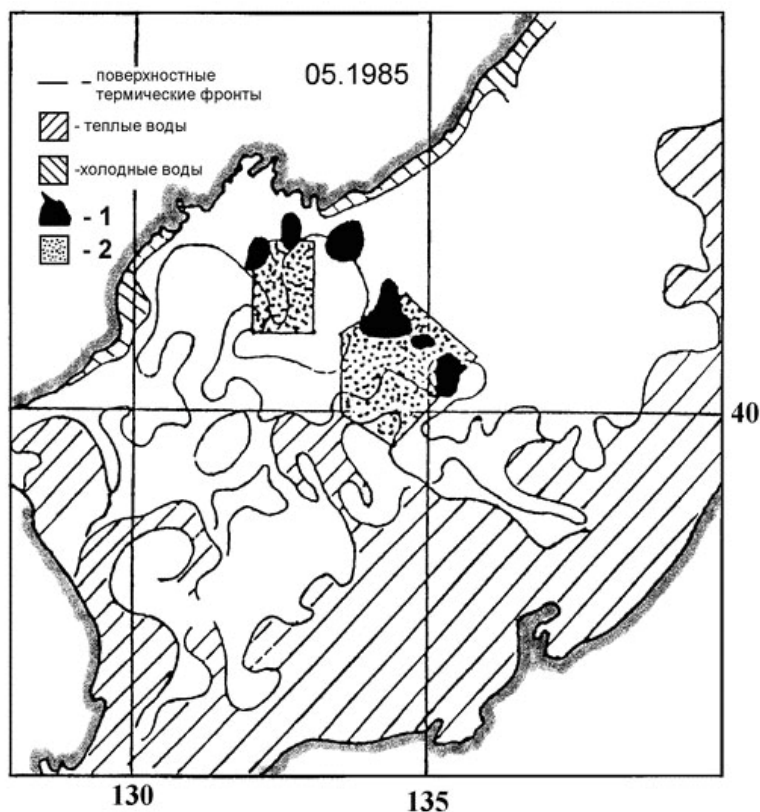 05.1985
– поверхностные
термические фронты
- теплые воды
-холодные воды
- 1
- 2
40
130
135